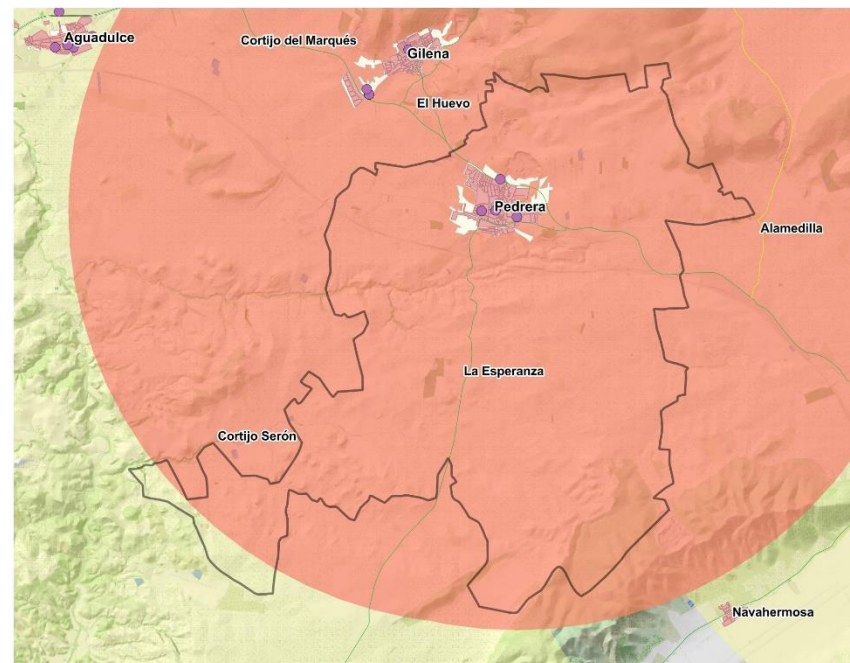 Aguadulce
Cortijo del Marqués
Gilena
El Huevo
Pedrera
Alamedilla
La Esperanza
Cortijo Serón
Navahermosa